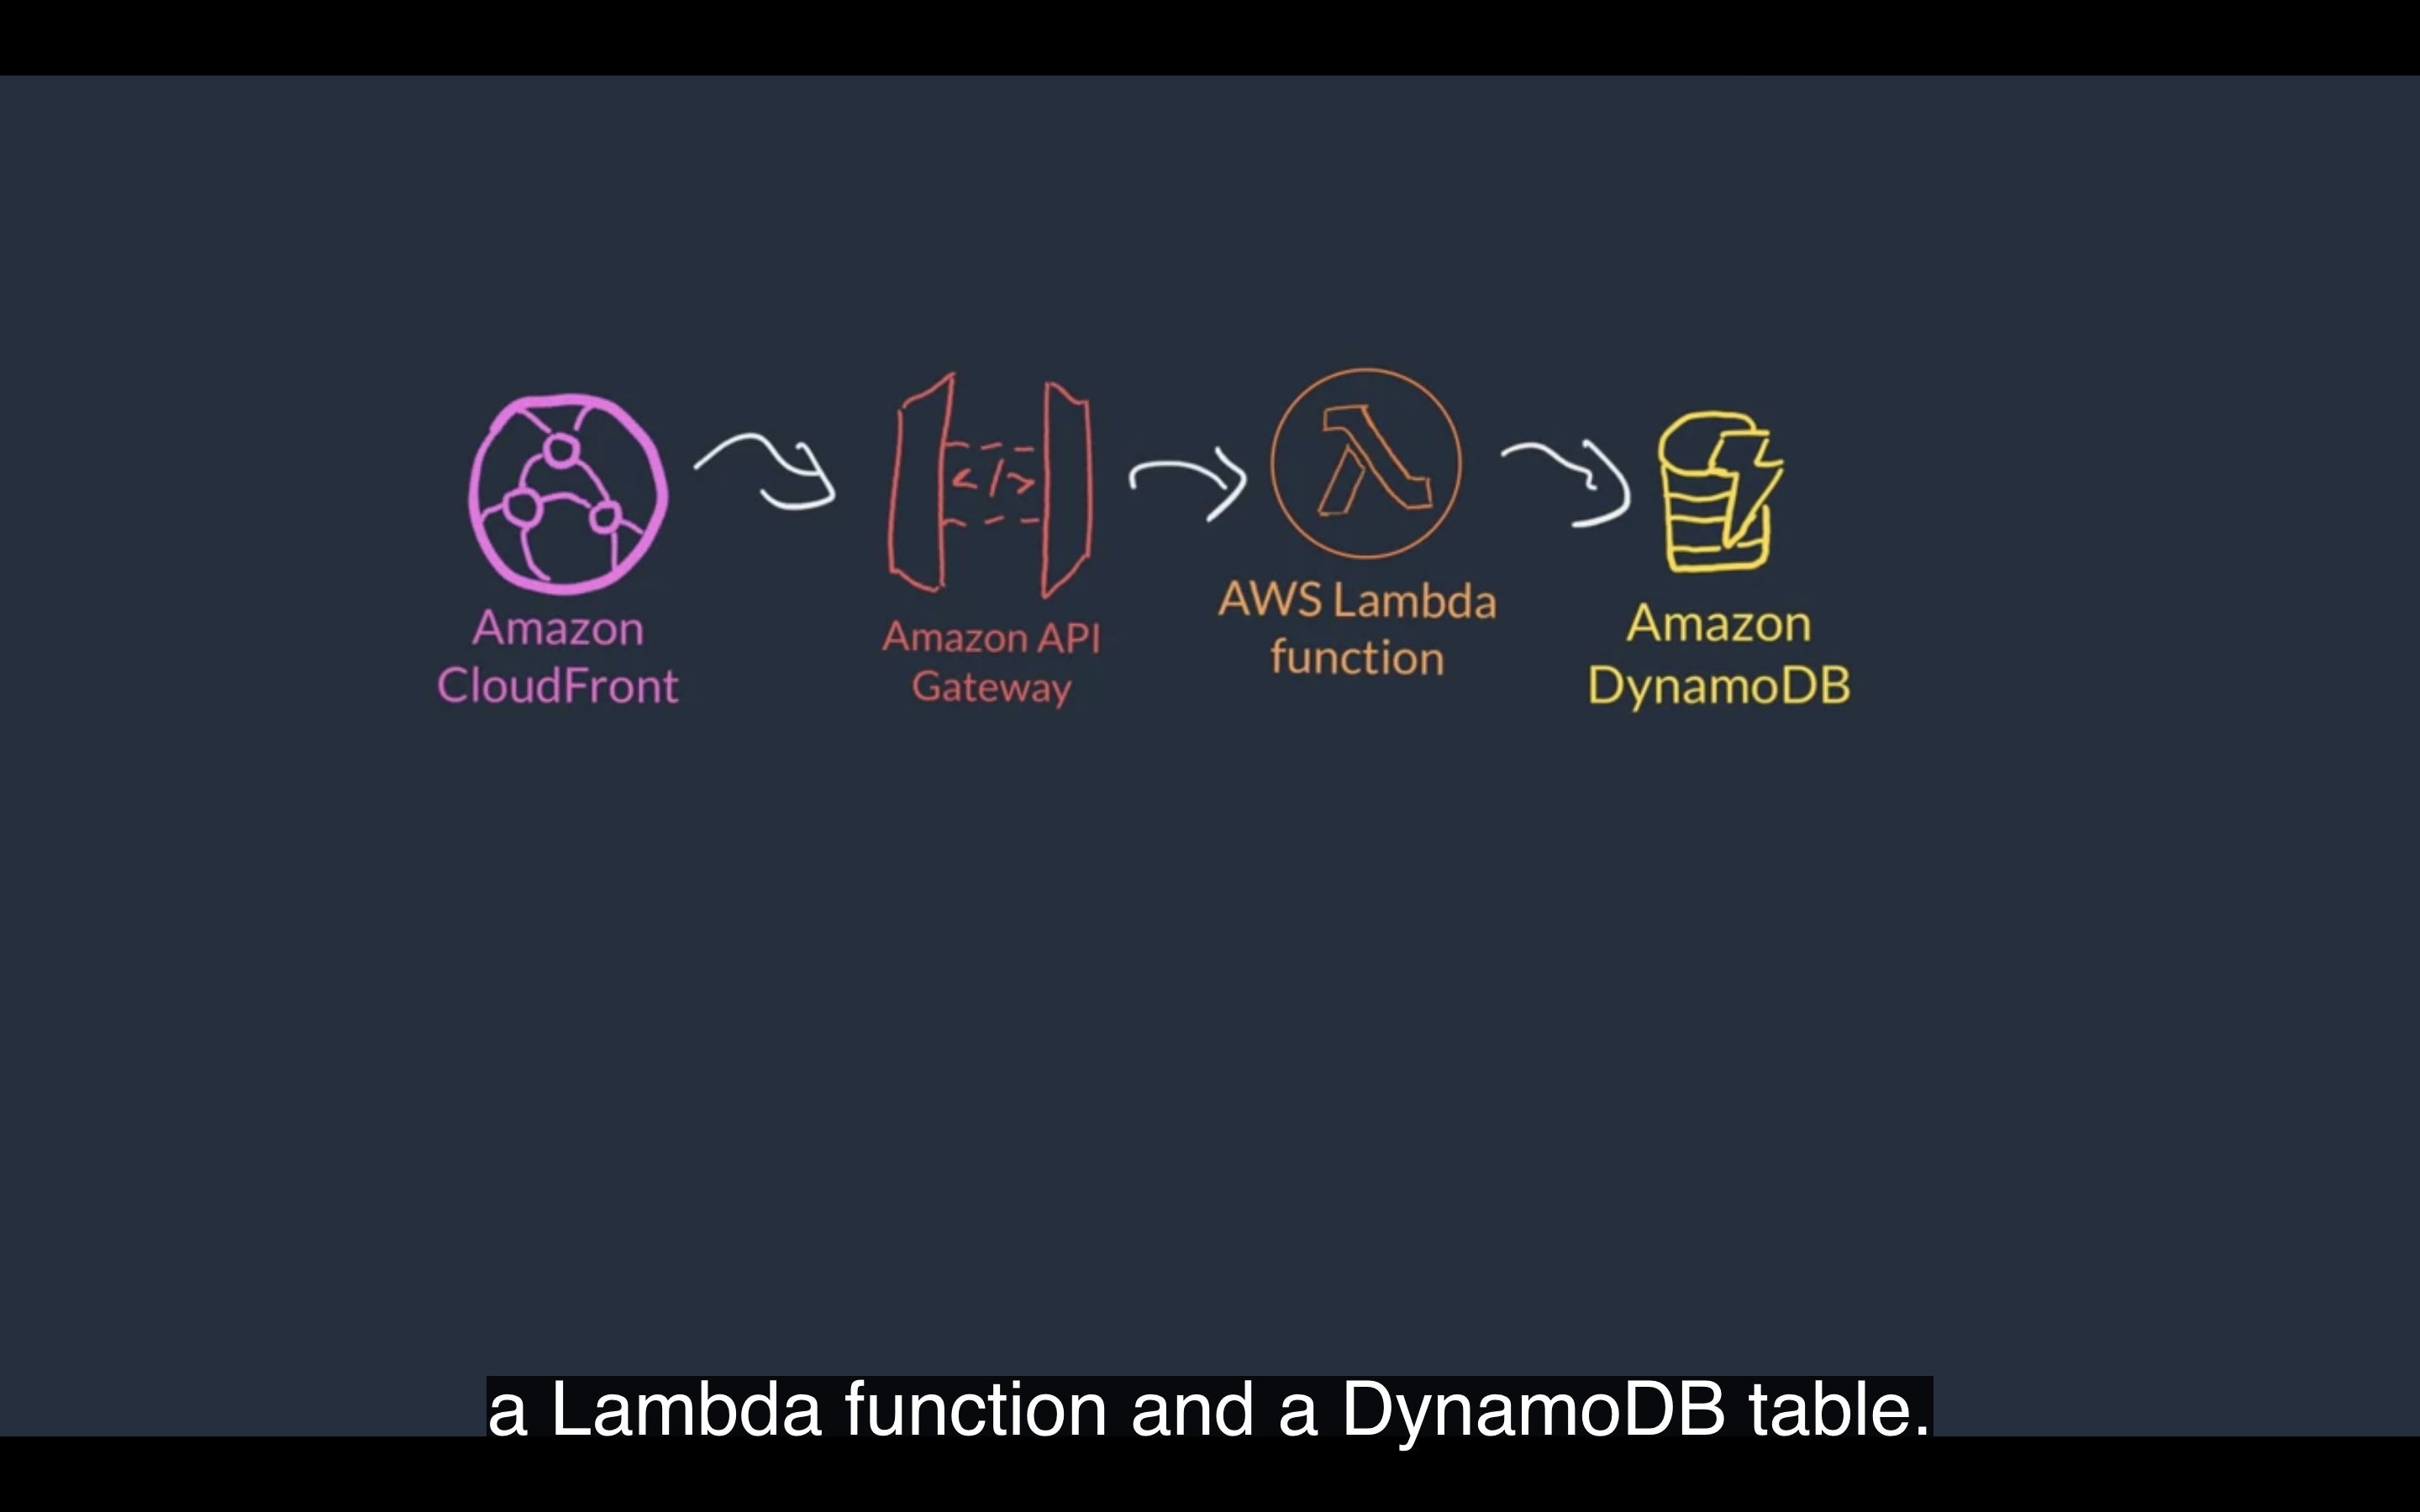 Amazon
CloudFront
</>
Amazon API
Gateway
AWS Lambda
function
Amazon
DynamoDB
a Lambda function and a DynamoDB table.